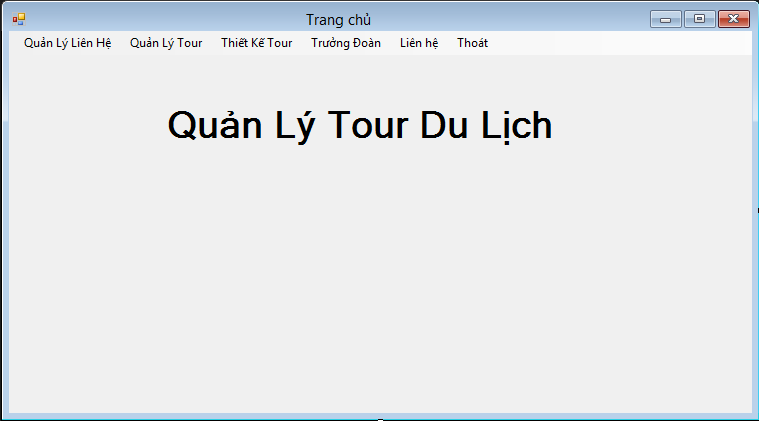 Trang chủ
Quản Lý Liên Hệ Quản Lý Tour Thiết Kế Tour Trưởng Đoàn Liên hệ Thoát
Quản Lý Tour Du Lịch